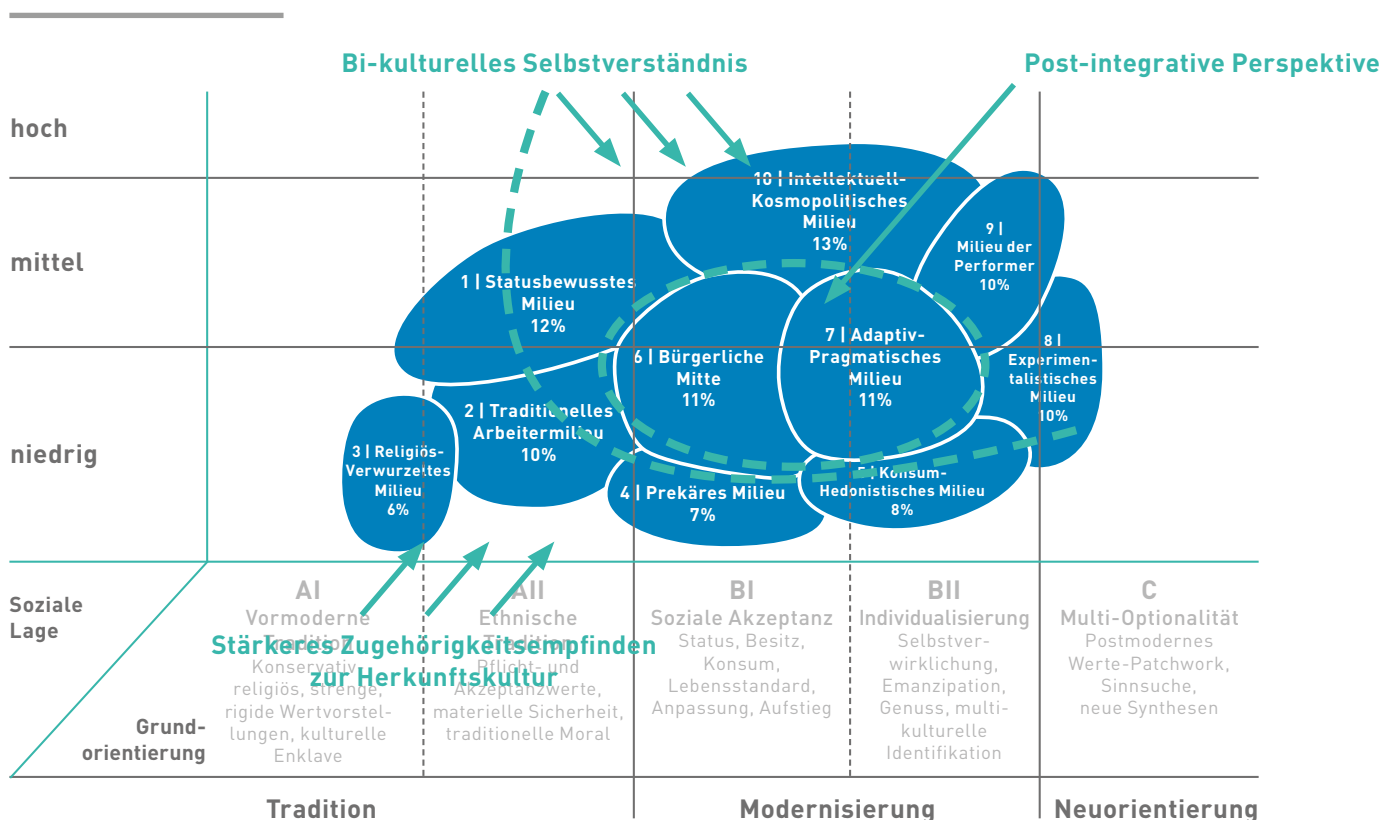 Bi-kulturelles Selbstverständnis
Post-integrative Perspektive
hoch
mittel
niedrig
10 | Intellektuell-
Kosmopolitisches
Milieu
13%
9 |
Milieu der
Performer
10%
1 | Statusbewusstes
Milieu
12%
6 | Bürgerliche
Mitte
11%
7 | Adaptiv-
Pragmatisches
Milieu
11%
8 |
Experimen-
talistisches
Milieu
10%
2 | Traditionelles
Arbeitermilieu
10%
3 | Religiös-
Verwurzeltes
Milieu
6%
4 | Prekäres Milieu
7%
5 | Konsum-
Hedonistisches Milieu
8%
Soziale
Lage
Grund-
orientierung
AI
Vormoderne
Tradition
Konservativ
religiös, strenge,
rigide Wertvorstel-
lungen, kulturelle
Enklave
AII
Ethnische
Tradition
Pflicht- und
Akzeptanzwerte,
materielle Sicherheit,
traditionelle Moral
Stärkeres Zugehörigkeitsempfinden
zur Herkunftskultur
BI
Soziale Akzeptanz
Status, Besitz,
Konsum,
Lebensstandard,
Anpassung, Aufstieg
BII
Individualisierung
Selbstver-
wirklichung,
Emanzipation,
Genuss, multi-
kulturelle
Identifikation
C
Multi-Optionalität
Postmodernes
Werte-Patchwork,
Sinnsuche,
neue Synthesen
Tradition
Modernisierung
Neuorientierung